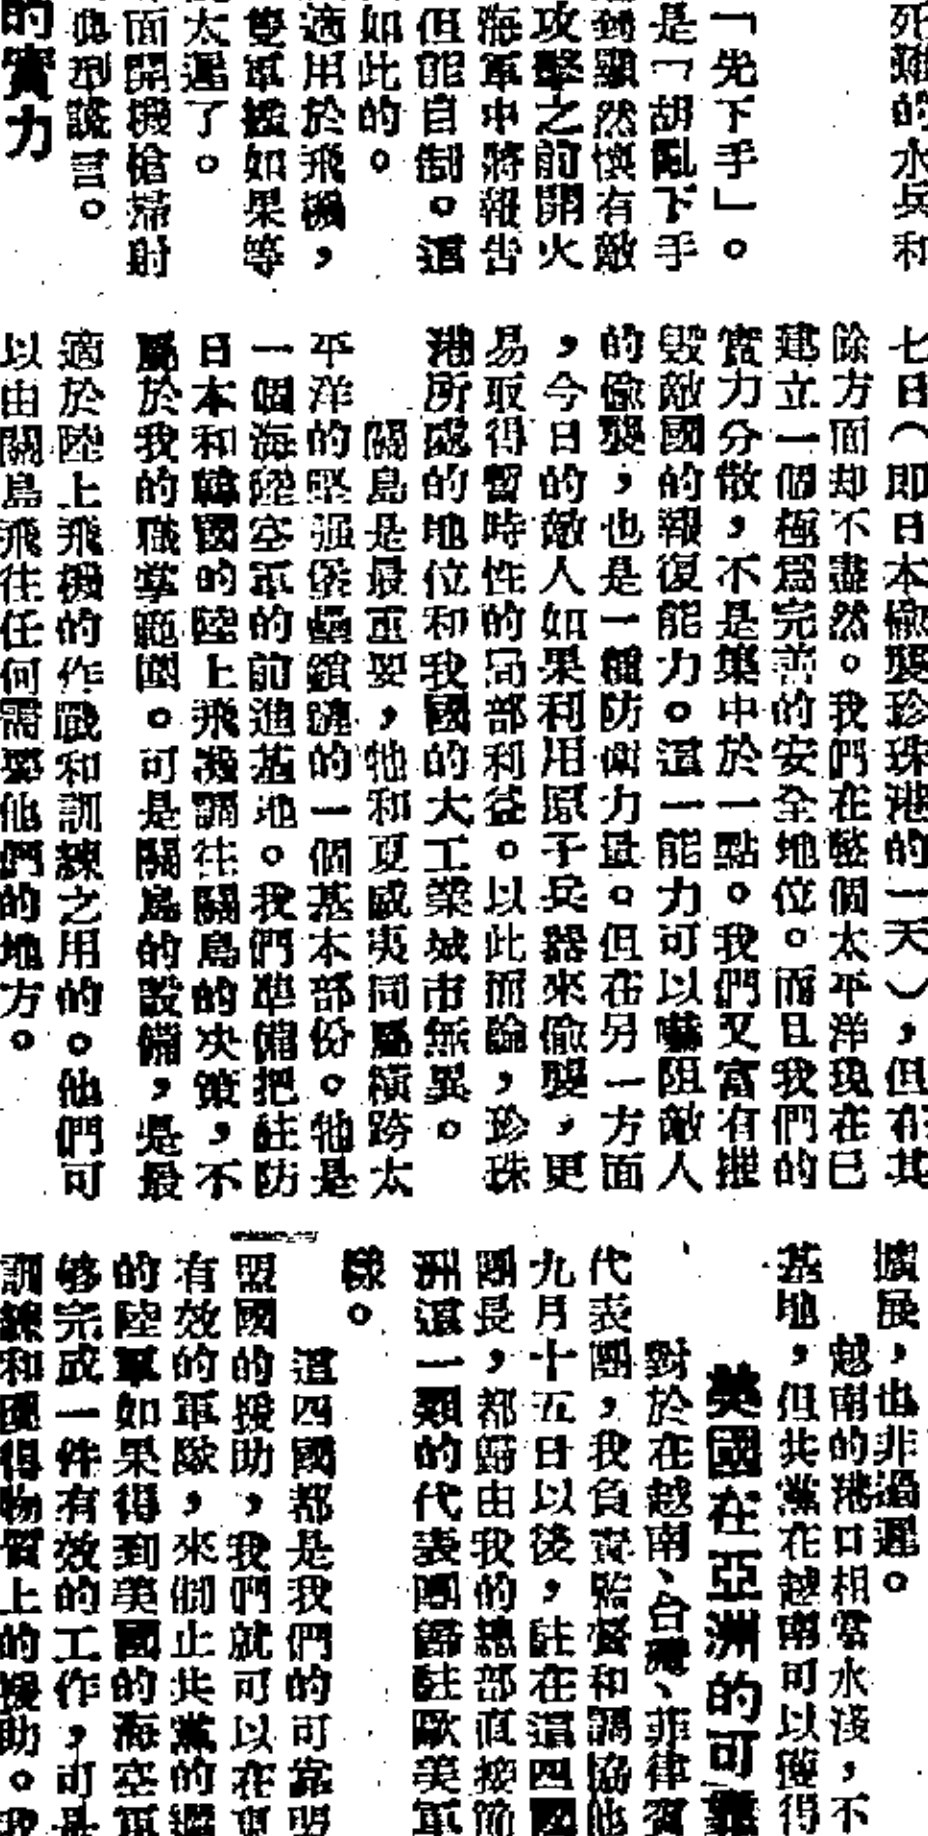 死難的水兵和
「先下手」。
是「胡亂下手
到顯然懷有敵
攻擊之前開火
海軍中將報告
但能自制。這
如此的。
適用於飛機，
雙軍艦如果等
太遲了。
面開機槍掃射
典型謊言。
的實力
七日（即日本偷襲珍珠港的一天），但在其
除方面却不盡然。我們在整個太平洋現在已
建立一個極爲完善的安全地位。而且我們的
實力分散，不是集中於一點。我們又富有摧
毀敵國的報復能力。這一能力可以嚇阻敵人
的偷襲，也是一種防衛力量。但在另一方面
，今日的敵人如果利用原子兵器來偷襲，更
易取得暫時性的局部利益。以此而論，珍珠
港所處的地位和我國的大工業城市無異。
關島是最重要，牠和夏威夷同屬橫跨太
平洋的堅强堡壘鎖鏈的一個基本部份。牠是
一個海陸空軍的前進基地。我們準備把駐防
日本和韓國的陸上飛機調往關島的决策，不
屬於我的職掌範圍。可是關島的設備，是最
適於陸上飛機的作戰和訓練之用的。他們可
以由關島飛往任何需要他們的地方。
擴展，也非過遲。
越南的港口相當水淺，不
基地，但共黨在越南可以獲得
英國在亞洲的可靠
對於在越南、台灣、菲律賓
代表團，我負責監督和調協他
九月十五日以後，駐在這四國
團長，都歸由我的總部直接節
洲這一類的代表團歸駐歐美軍
樣。
這四國都是我們的可靠盟
盟國的援助，我們就可以在東
有效的軍隊，來制止共黨的
的陸軍如果得到美國的海空軍
够完成一件有效的工作，可是
訓練和獲得物質上的援助。我